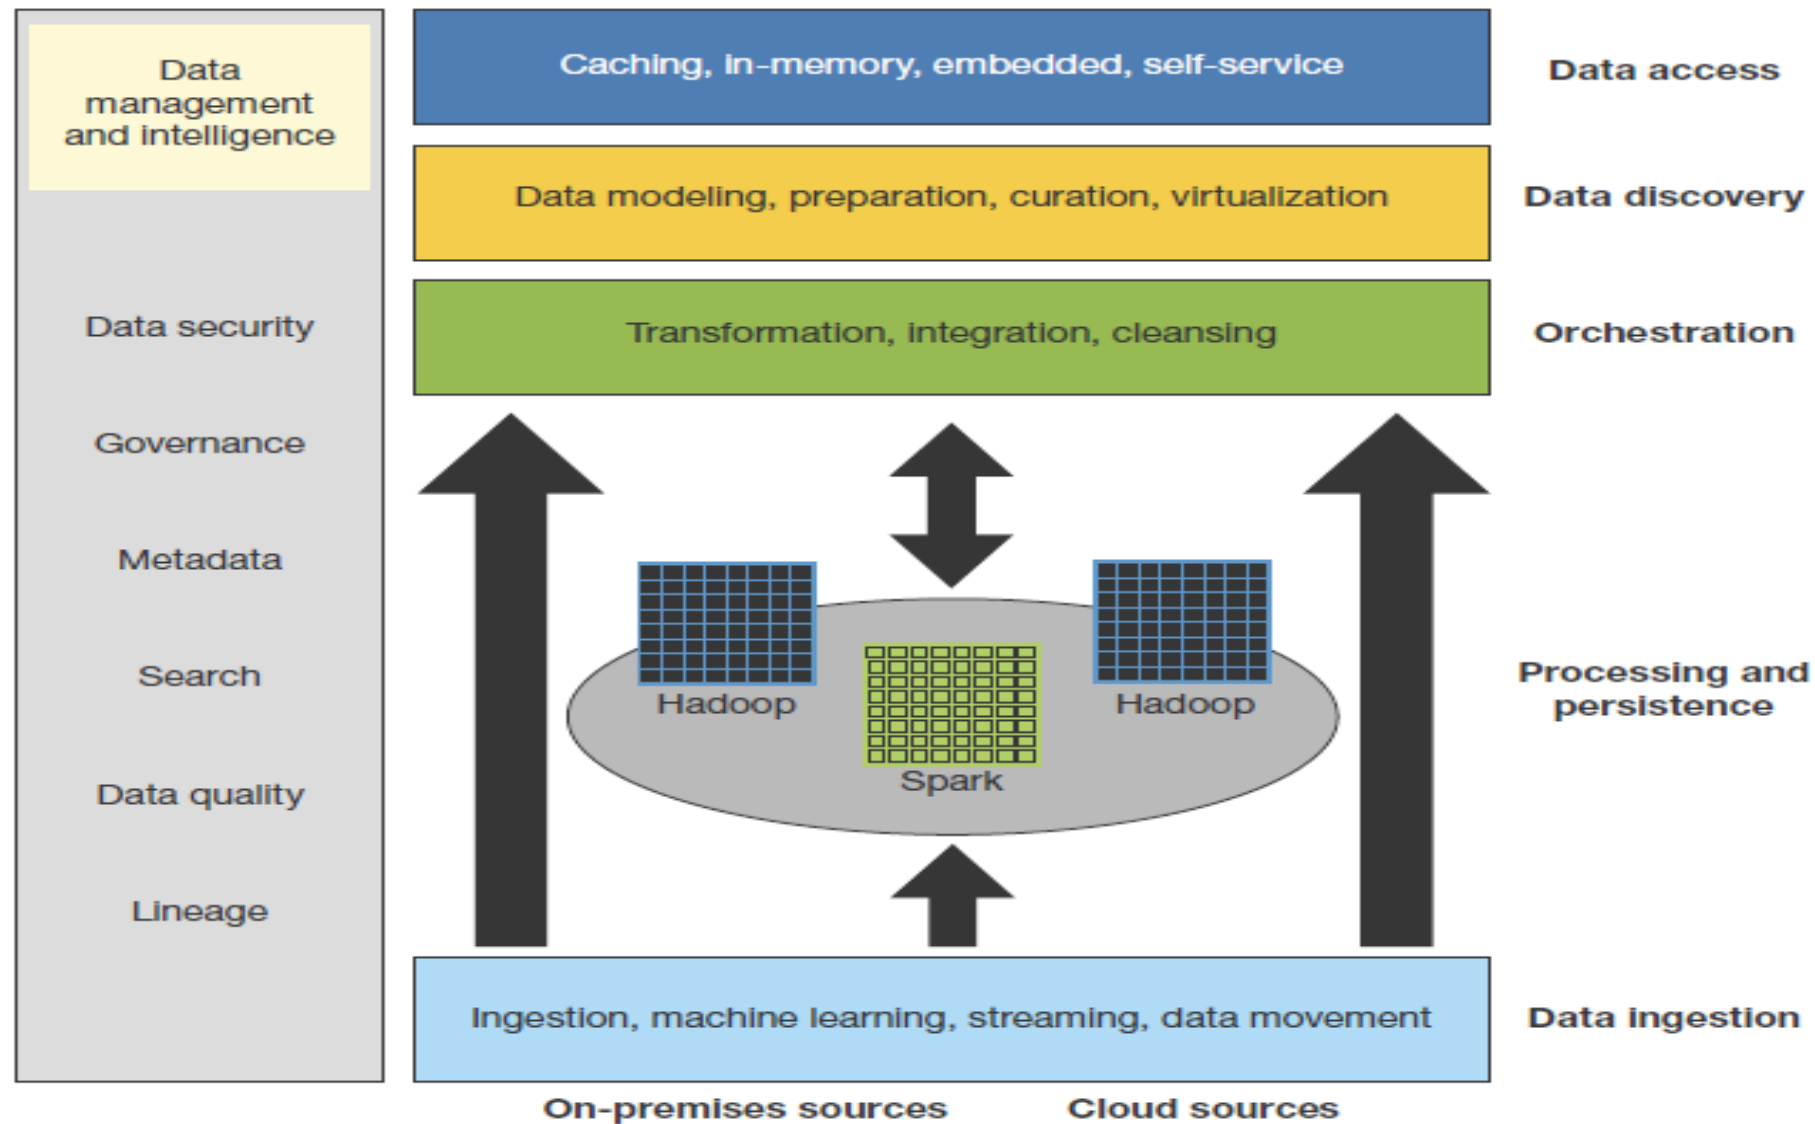 Data
management
and intelligence
Data security
Governance
Metadata
Search
Data quality
Lineage
Caching, in-memory, embedded, self-service
Data access
Data modeling, preparation, curation, virtualization
Data discovery
Transformation, integration, cleansing
Orchestration
Hadoop
Hadoop
Spark
Processing and
persistence
Ingestion, machine learning, streaming, data movement
Data ingestion
On-premises sources
Cloud sources